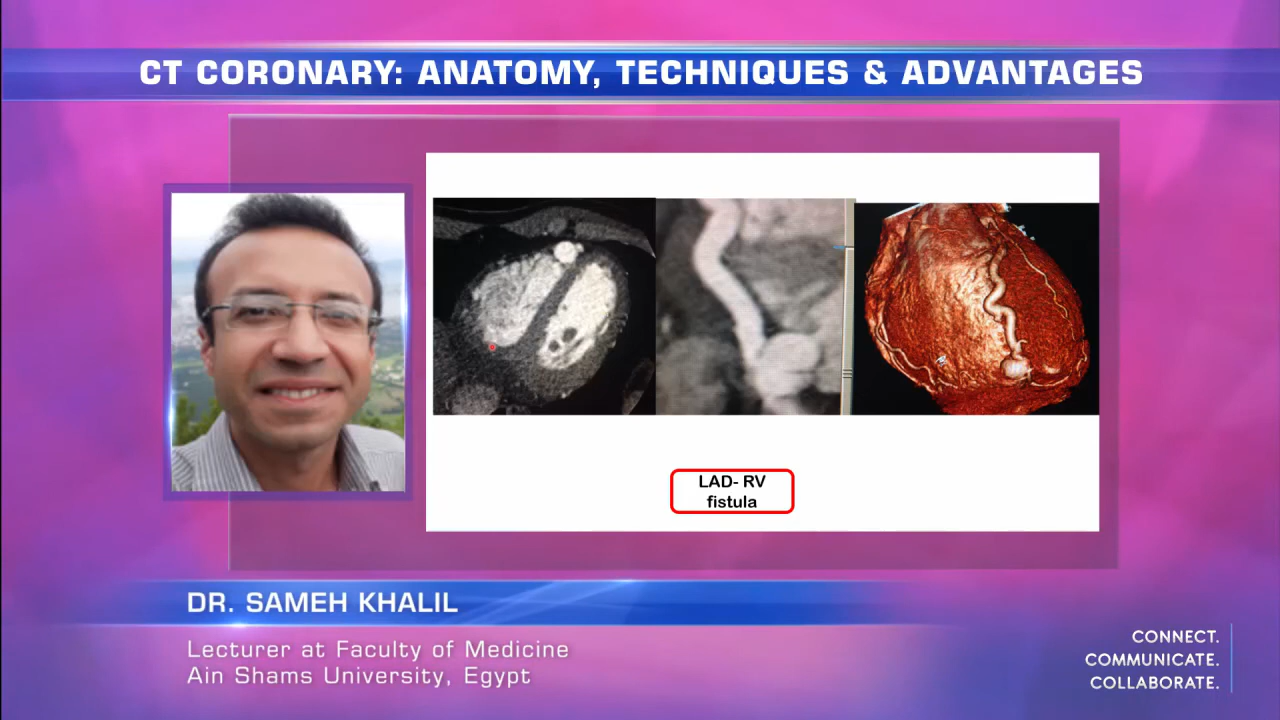 CT CORONARY: ANATOMY, TECHNIQUES & ADVANTAGES
LAD- RV
fistula
DR. SAMEH KHALIL
Lecturer at Faculty of Medicine
Ain Shams University, Egypt
CONNECT.
COMMUNICATE.
COLLABORATE.